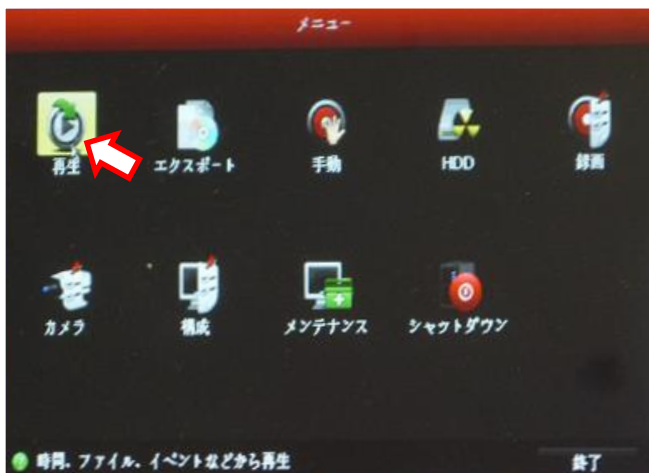 メニュー
再生
エクスポート
手動
HDD
録画
カメラ
構成
メンテナンス
シャットダウン
時間、ファイル、イベントなどから再生
終了